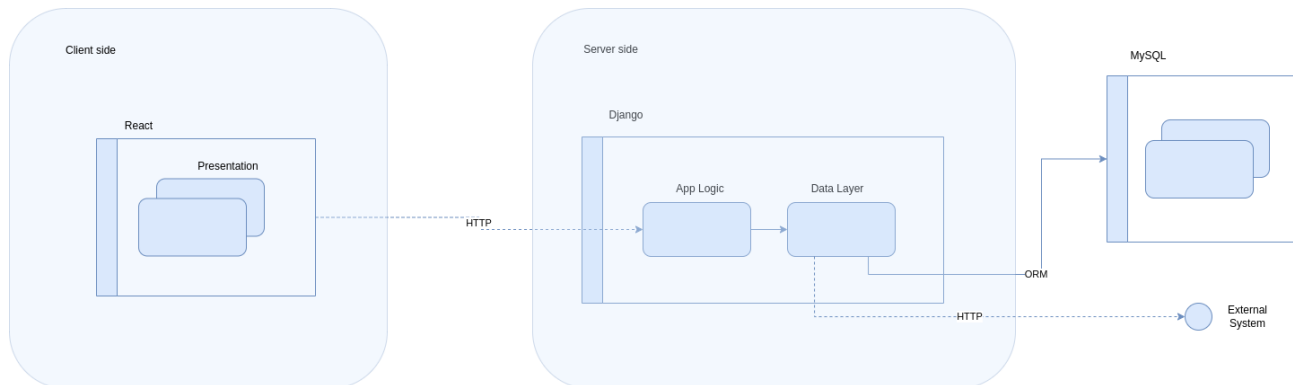 Client side
React
Presentation
HTTP
Server side
Django
App Logic
Data Layer
MySQL
ORM
HTTP
External
System